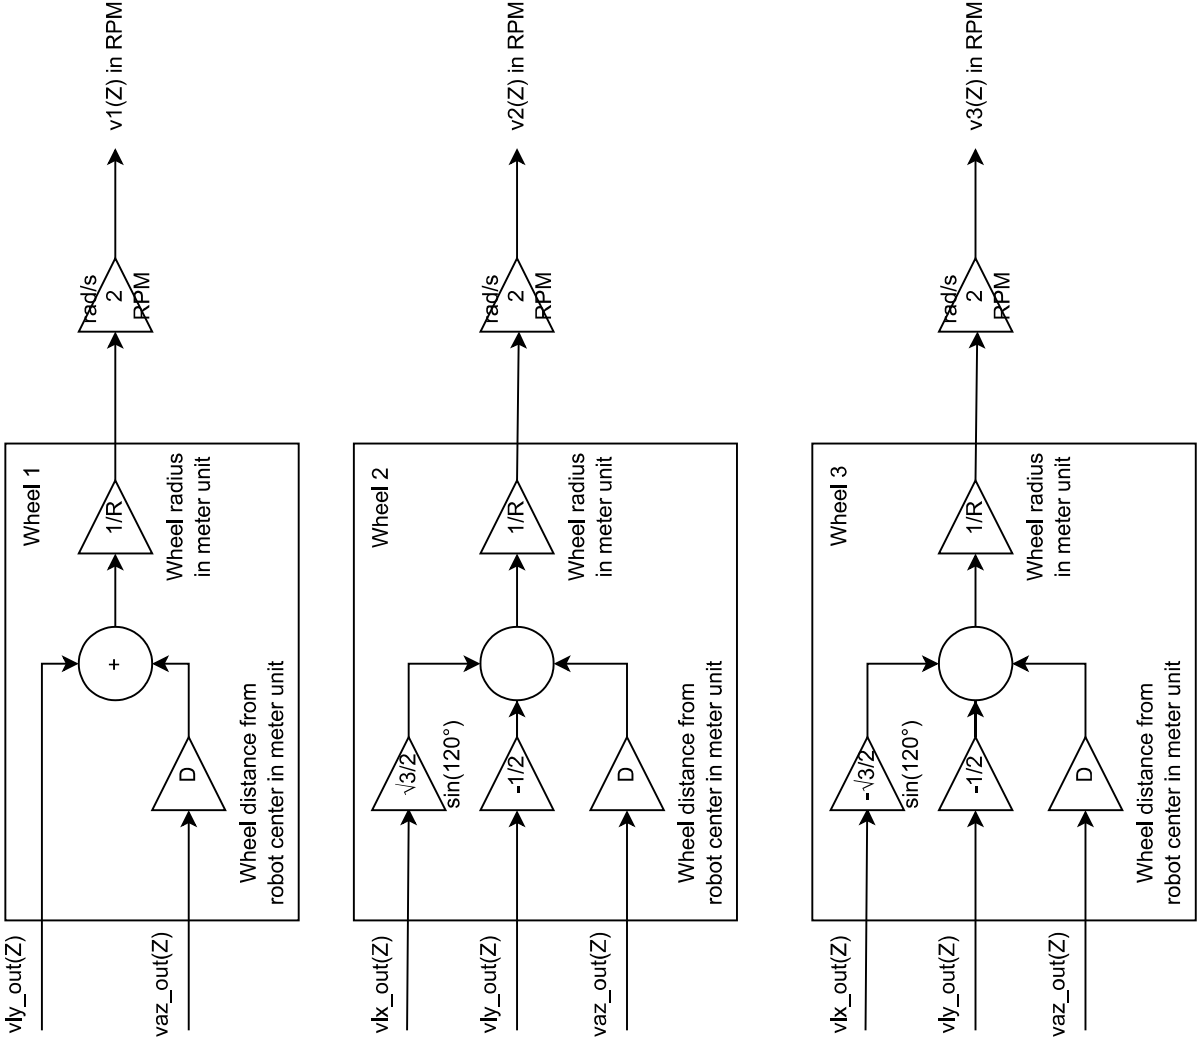 vly_out(Z)
vaz_out(Z)
Wheel 1
D
Wheel distance from
robot center in meter unit
+
1/R
Wheel radius
in meter unit
rad/s
2
RPM
v1(Z) in RPM
vlx_out(Z)
vly_out(Z)
vaz_out(Z)
Wheel 2
√3/2
sin(120°)
-1/2
D
Wheel distance from
robot center in meter unit
1/R
Wheel radius
in meter unit
rad/s
2
RPM
v2(Z) in RPM
vlx_out(Z)
vly_out(Z)
vaz_out(Z)
Wheel 3
-√3/2
sin(120°)
-1/2
D
Wheel distance from
robot center in meter unit
1/R
Wheel radius
in meter unit
rad/s
2
RPM
v3(Z) in RPM